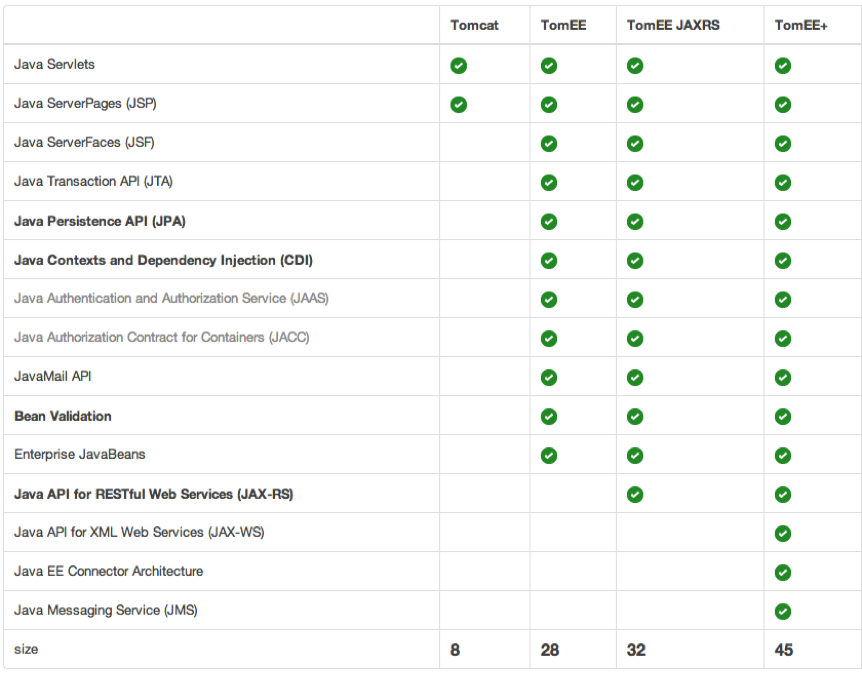 Tomcat TomEE TomEE JAXRS TomEE+
Java Servlets
Java ServerPages (JSP)
Java ServerFaces (JSF)
Java Transaction API (JTA)
Java Persistence API (JPA)
Java Contexts and Dependency Injection (CDI)
Java Authentication and Authorization Service (JAAS)
Java Authorization Contract for Containers (JACC)
JavaMail API
Bean Validation
Enterprise JavaBeans
Java API for RESTful Web Services (JAX-RS)
Java API for XML Web Services (JAX-WS)
Java EE Connector Architecture
Java Messaging Service (JMS)
size 8 28 32 45